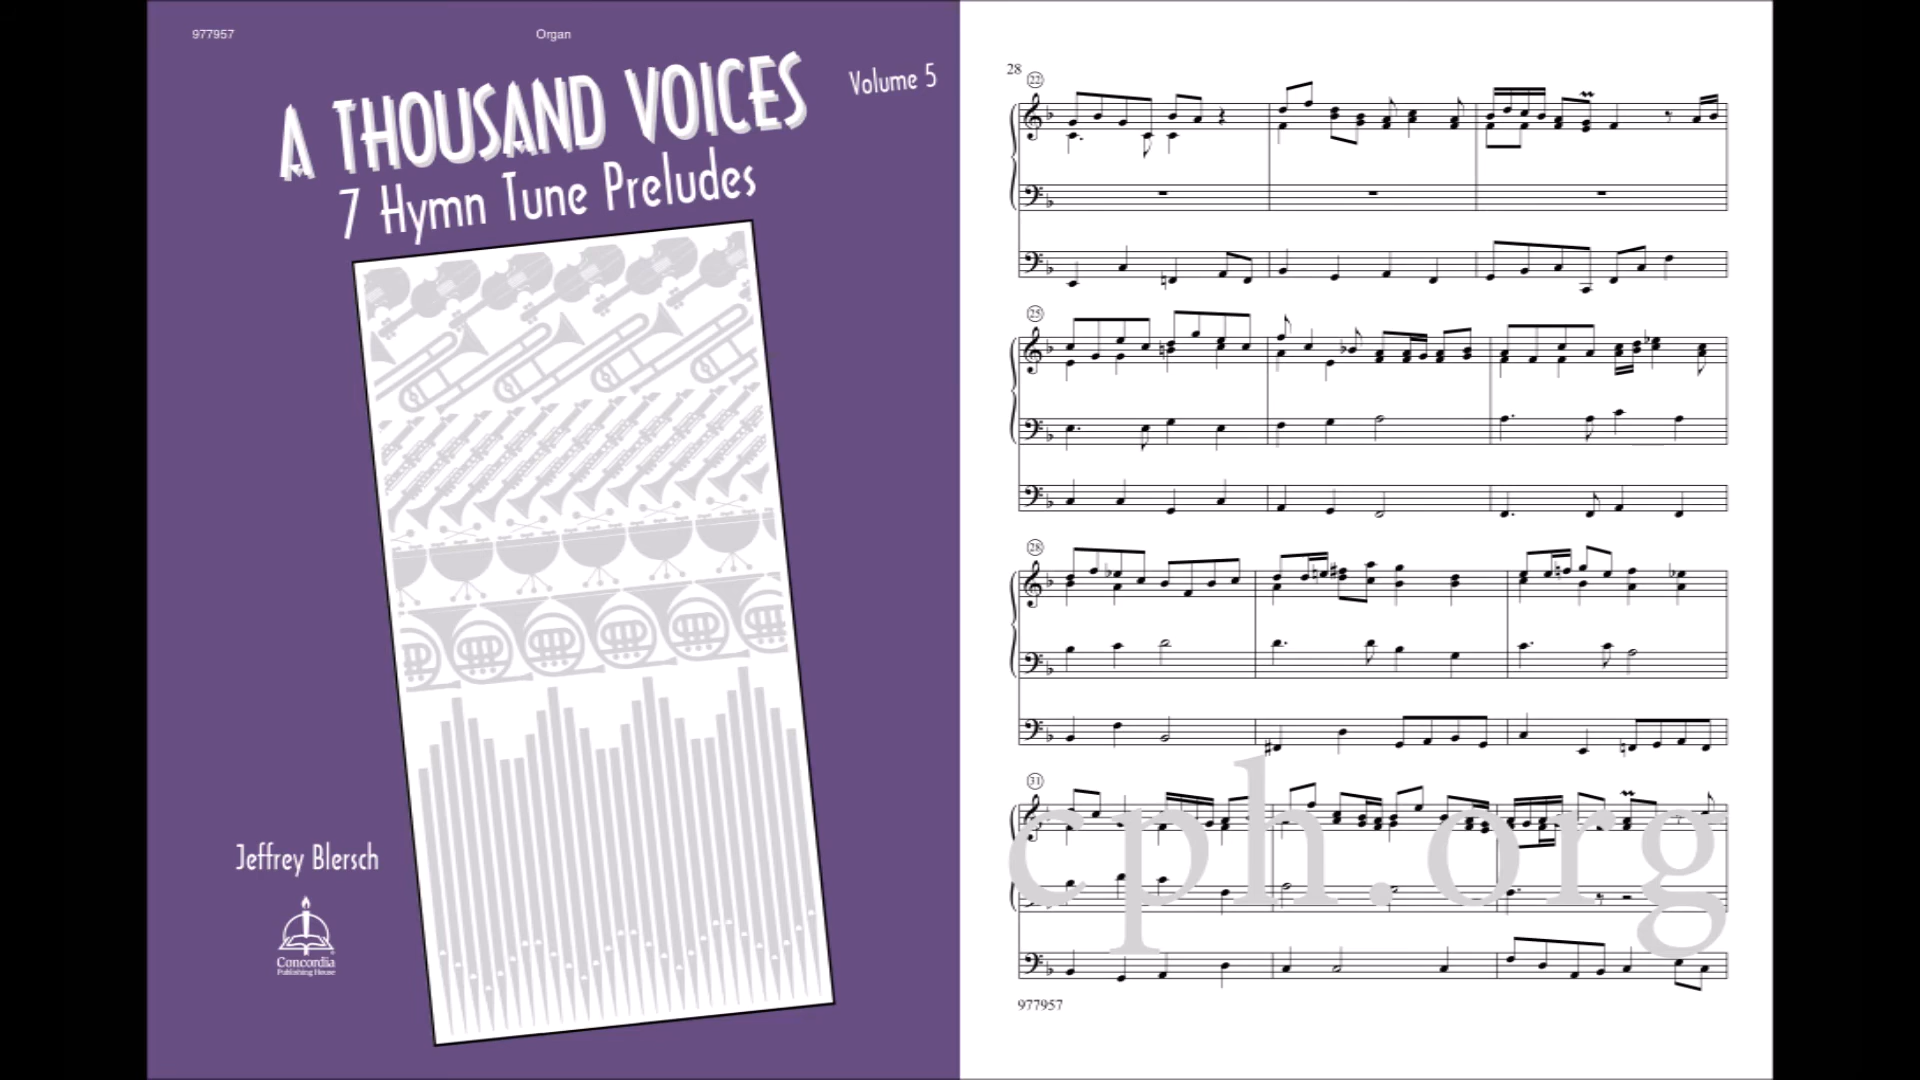 977957
Organ
A THOUSAND VOICES
Volume 5
7 Hymn Tune Preludes
Jeffrey Blersch
Concordia
Publishing House
28
22
25
28
31
cph.org
977957